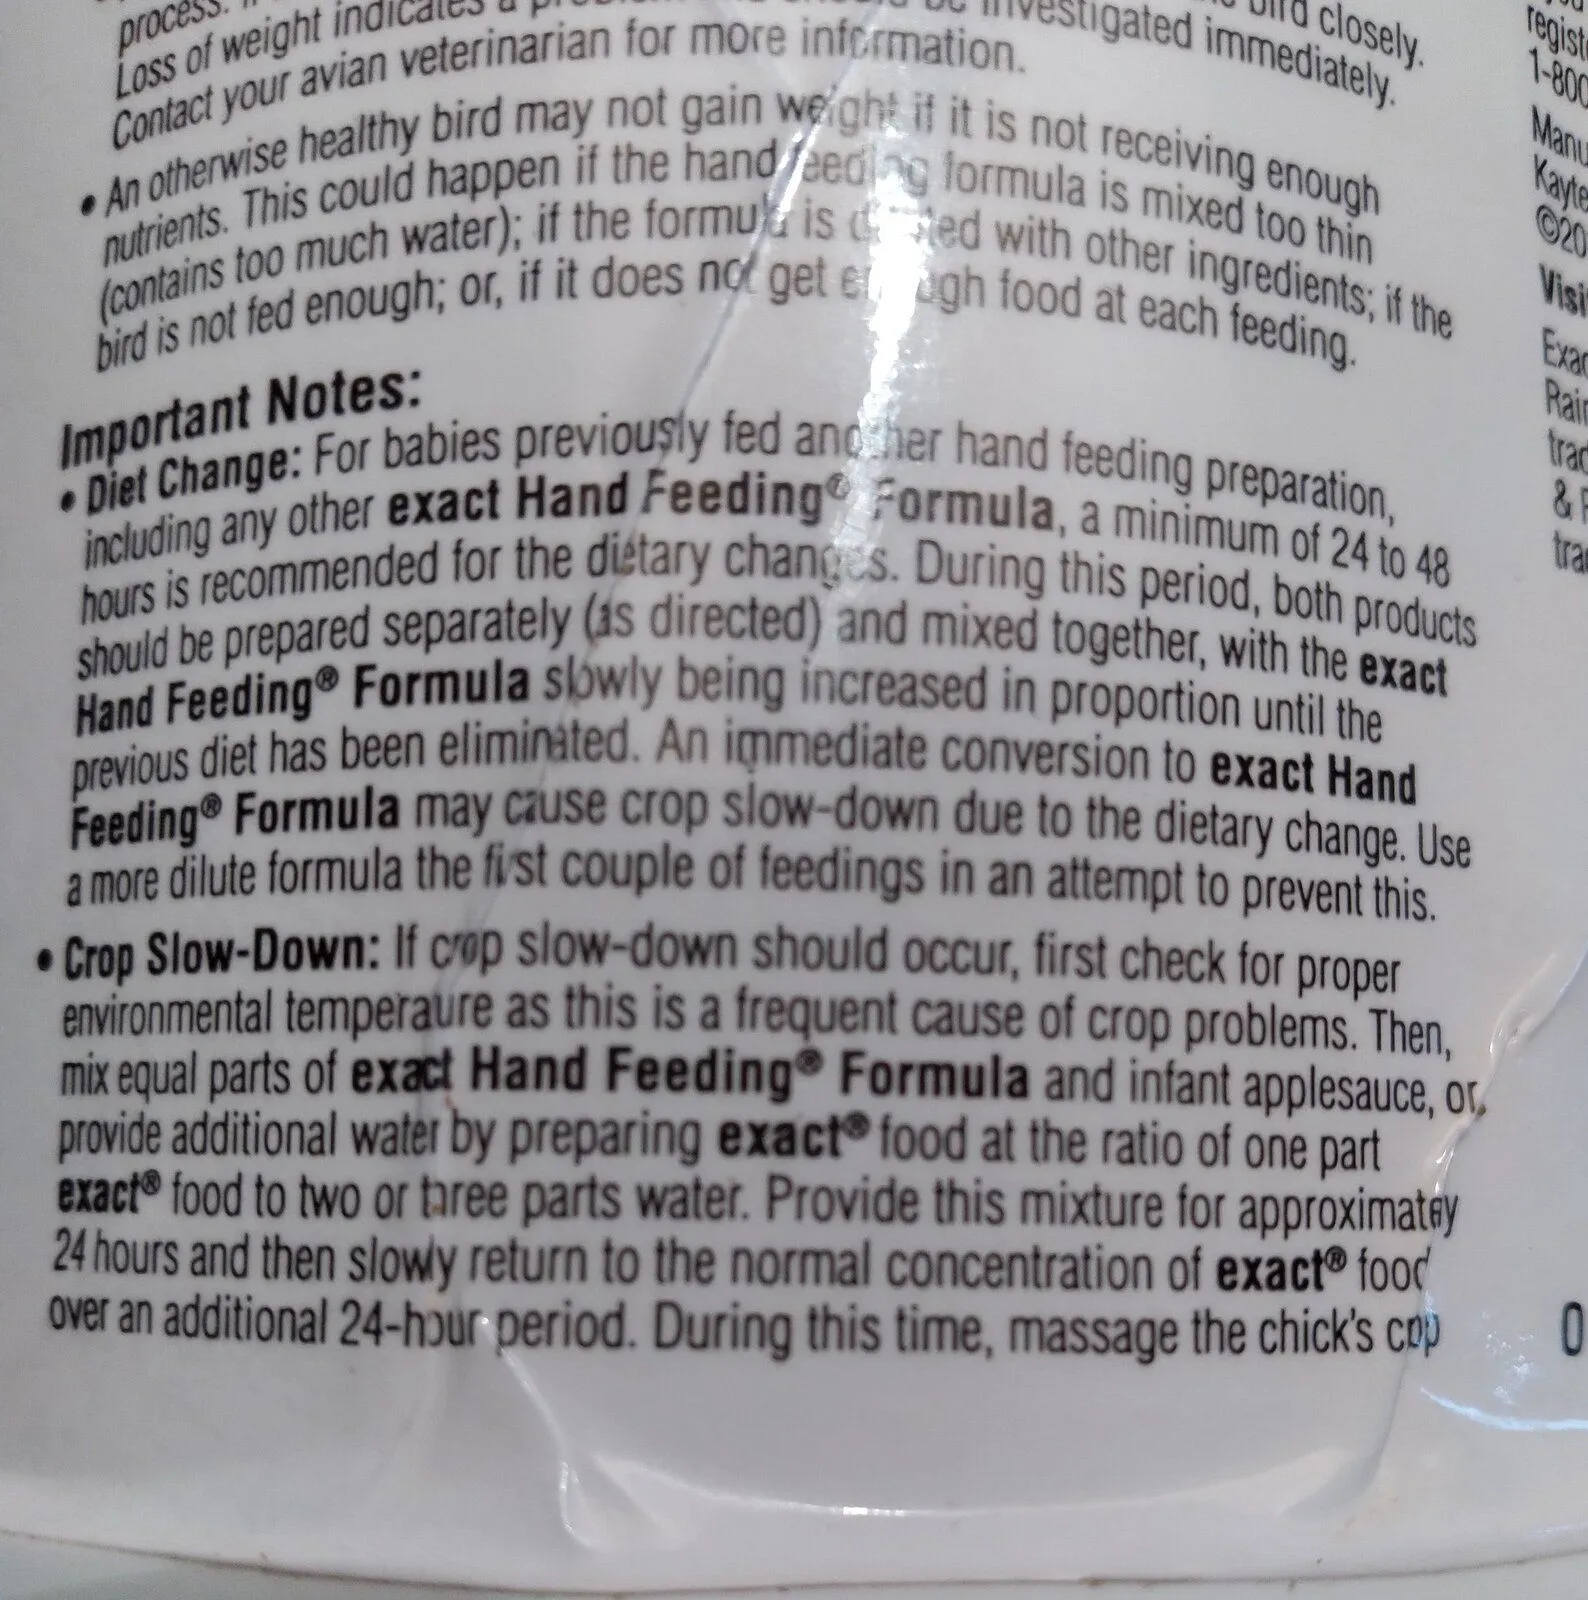 process.
bird closely.
Loss of weight indicates a investigated immediately.
Contact your avian veterinarian for more information.
• An otherwise healthy bird may not gain weight if it is not receiving enough
nutrients. This could happen if the hand feeding formula is mixed too thin
(contains too much water); if the formula is diluted with other ingredients; if the
bird is not fed enough; or, if it does not get enough food at each feeding.
Important Notes:
• Diet Change: For babies previously fed another hand feeding preparation,
including any other exact Hand Feeding® Formula, a minimum of 24 to 48
hours is recommended for the dietary changes. During this period, both products
should be prepared separately (as directed) and mixed together, with the exact
Hand Feeding® Formula slowly being increased in proportion until the
previous diet has been eliminated. An immediate conversion to exact Hand
Feeding® Formula may cause crop slow-down due to the dietary change. Use
a more dilute formula the first couple of feedings in an attempt to prevent this.
• Crop Slow-Down: If crop slow-down should occur, first check for proper
environmental temperaure as this is a frequent cause of crop problems. Then,
mix equal parts of exact Hand Feeding® Formula and infant applesauce, or,
provide additional water by preparing exact® food at the ratio of one part
exact® food to two or three parts water. Provide this mixture for approximately
24 hours and then slowly return to the normal concentration of exact® food
over an additional 24-hour period. During this time, massage the chick's crop
1-800
©20
&
0